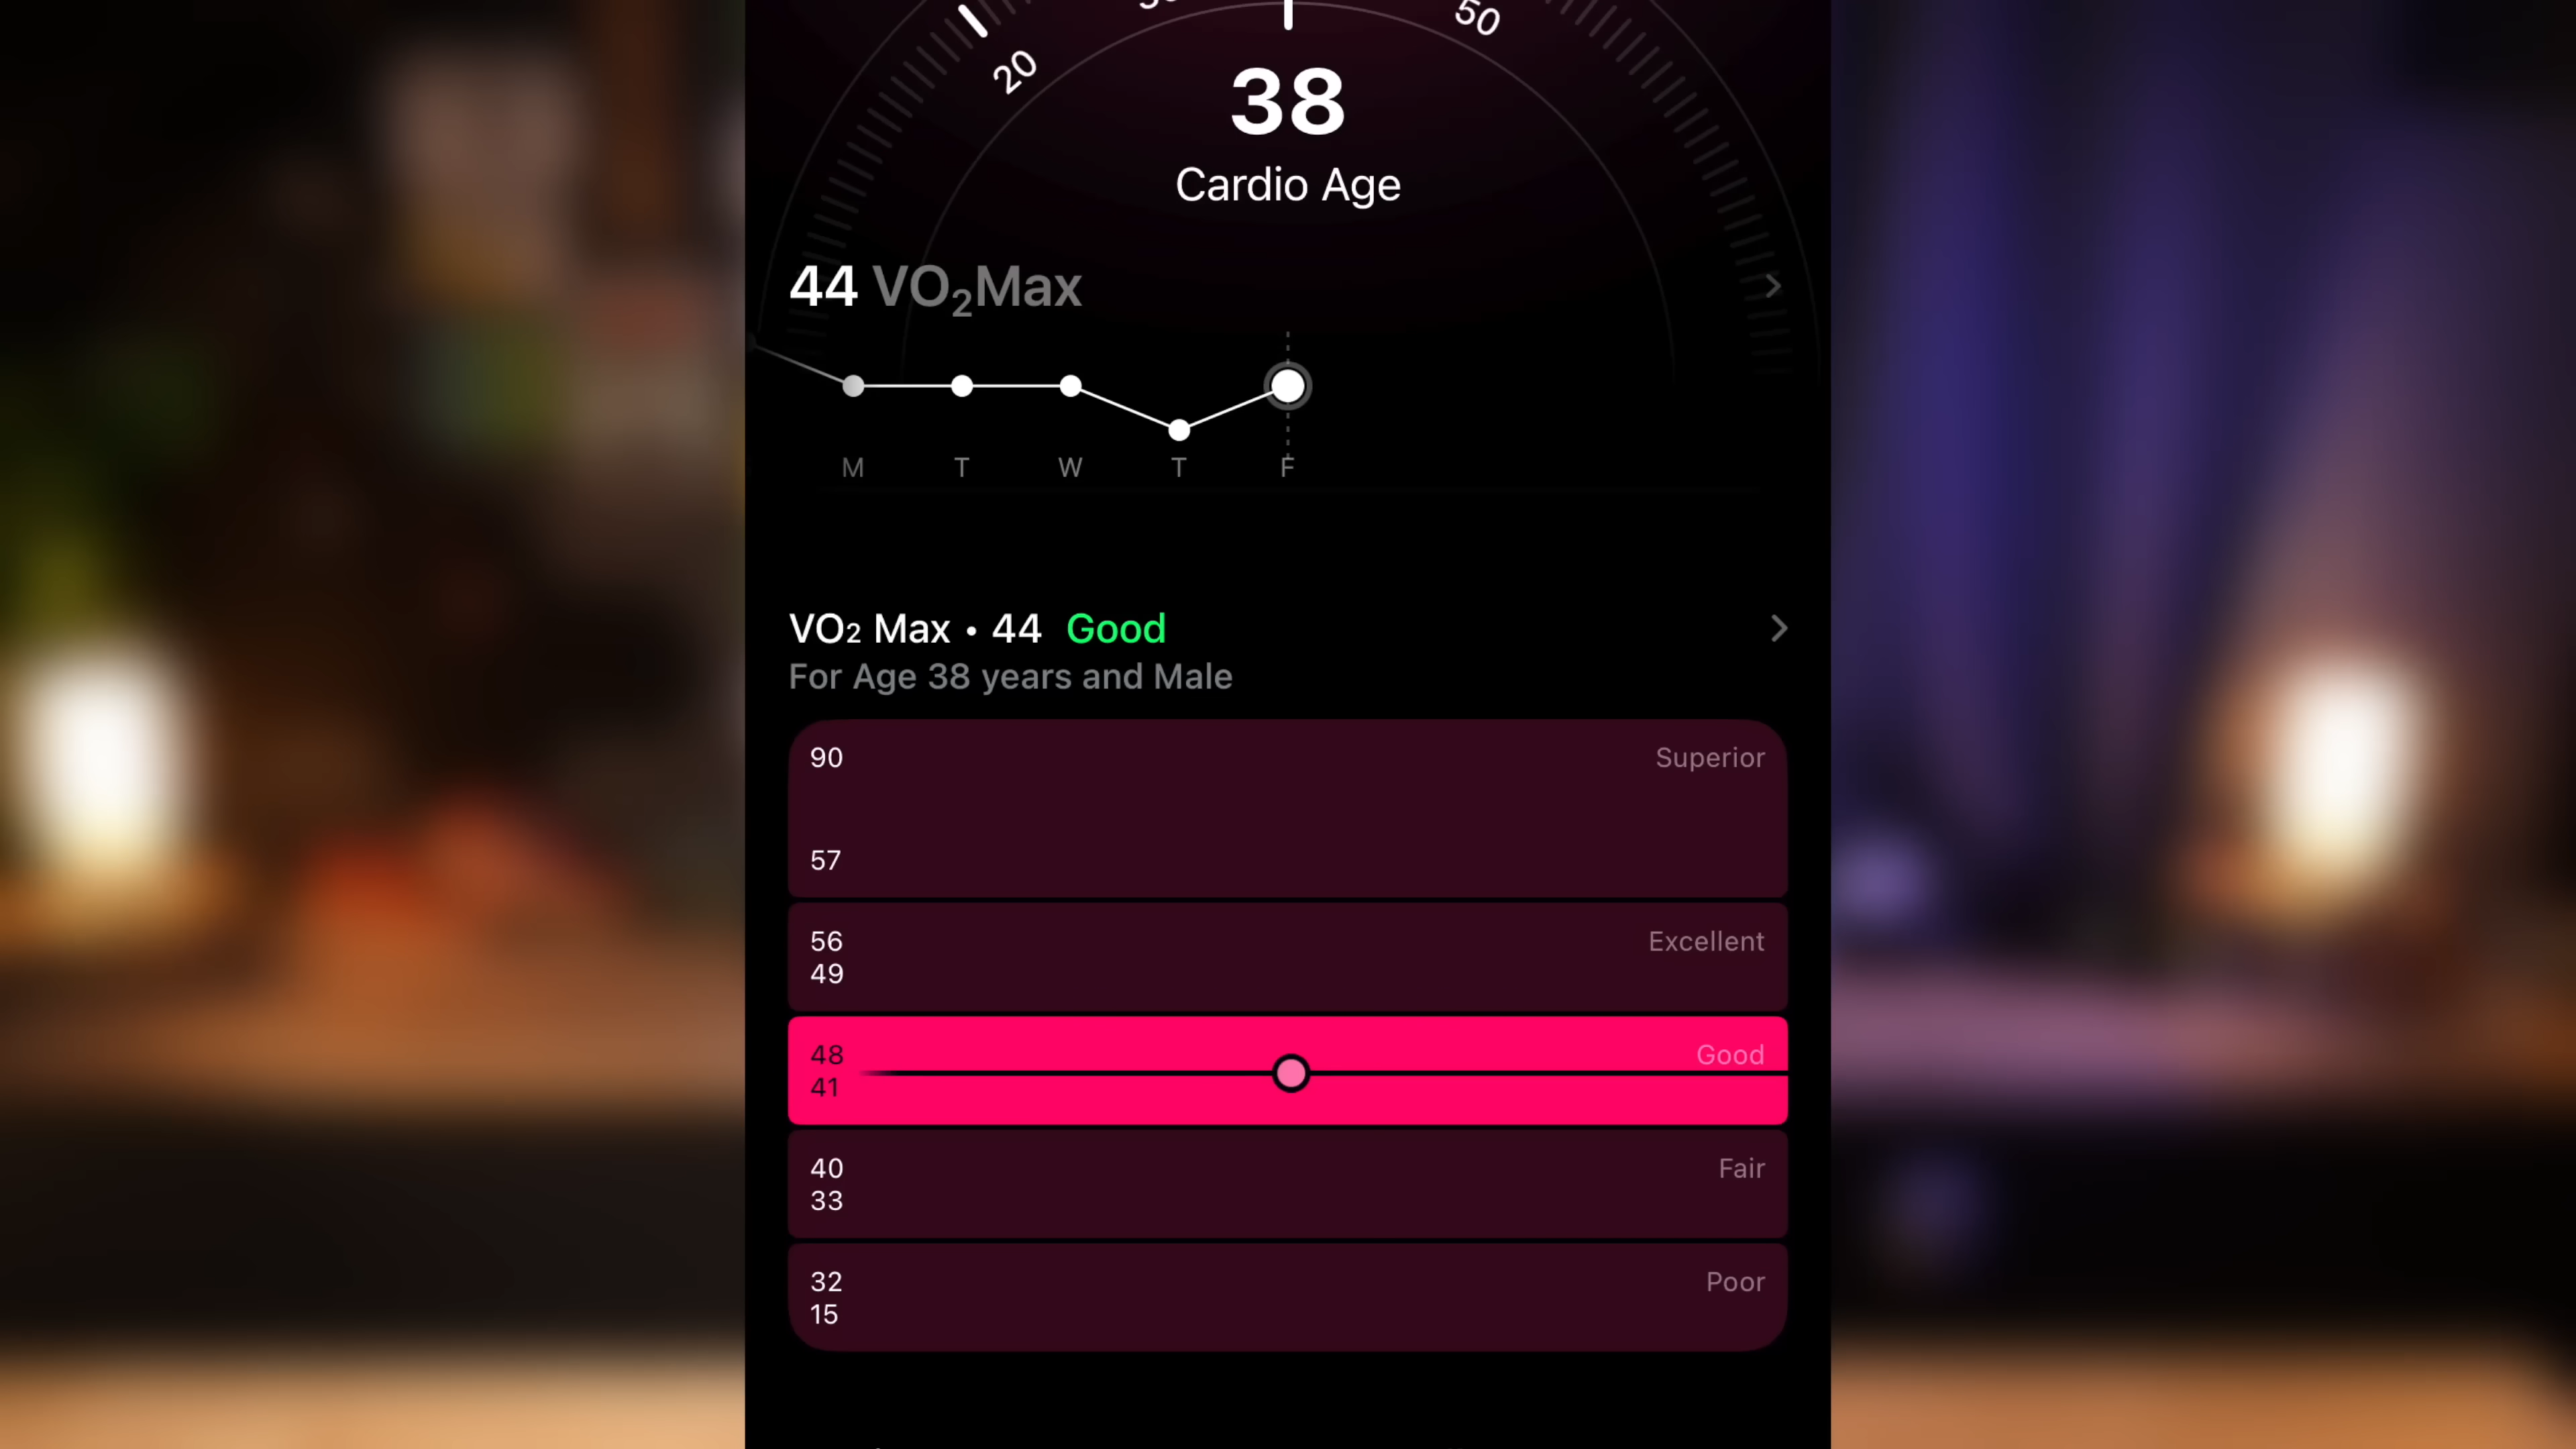 20
50
38
Cardio Age
44 VO₂Max
M T W T F
VO₂ Max • 44 Good
For Age 38 years and Male
90 Superior
57
56 Excellent
49
48 Good
41
40 Fair
33
32 Poor
15